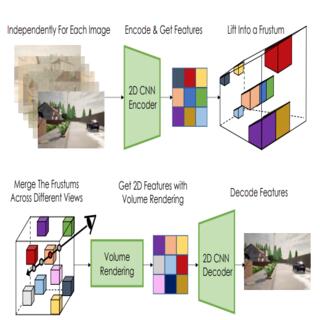 Independently For Each Image
Encode & Get Features
Lift Into a Frustum
2D CNN
Encoder
Merge The Frustums
Across Different Views
Get 2D Features with
Volume Rendering
Decode Features
Volume
Rendering
2D CNN
Decoder